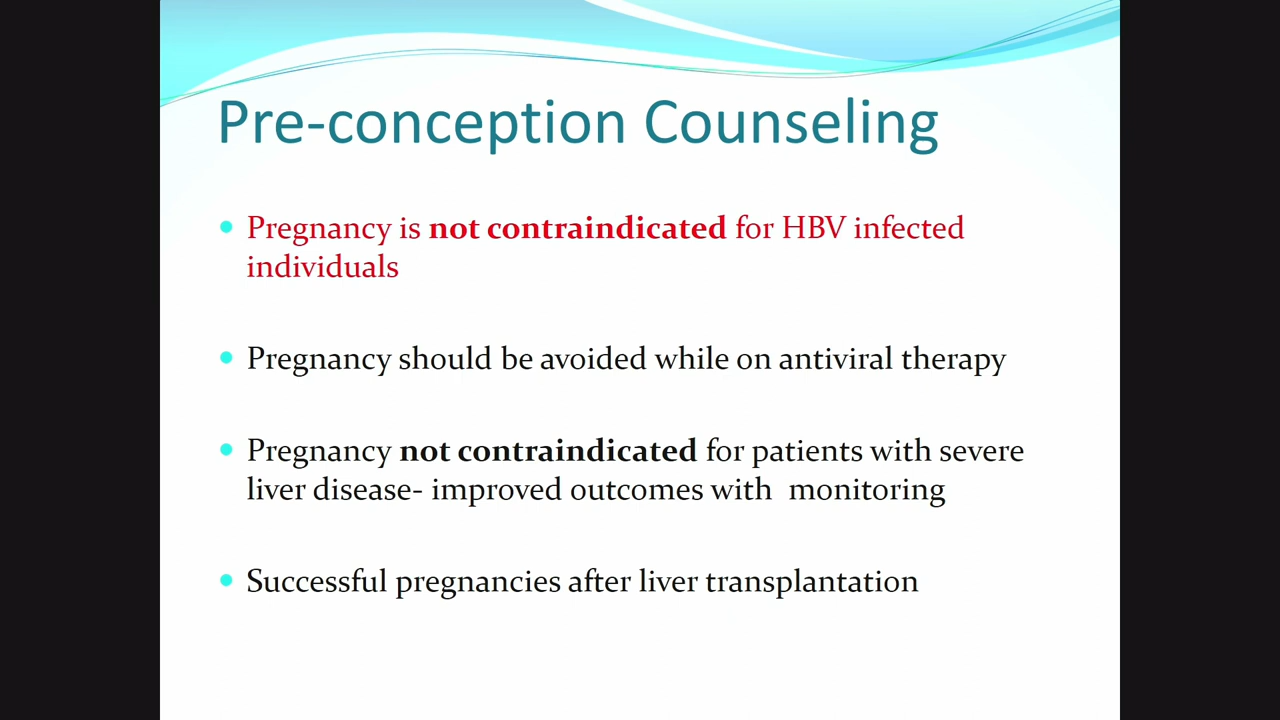 Pre-conception Counseling
Pregnancy is not contraindicated for HBV infected
individuals
Pregnancy should be avoided while on antiviral therapy
Pregnancy not contraindicated for patients with severe
liver disease- improved outcomes with  monitoring
Successful pregnancies after liver transplantation